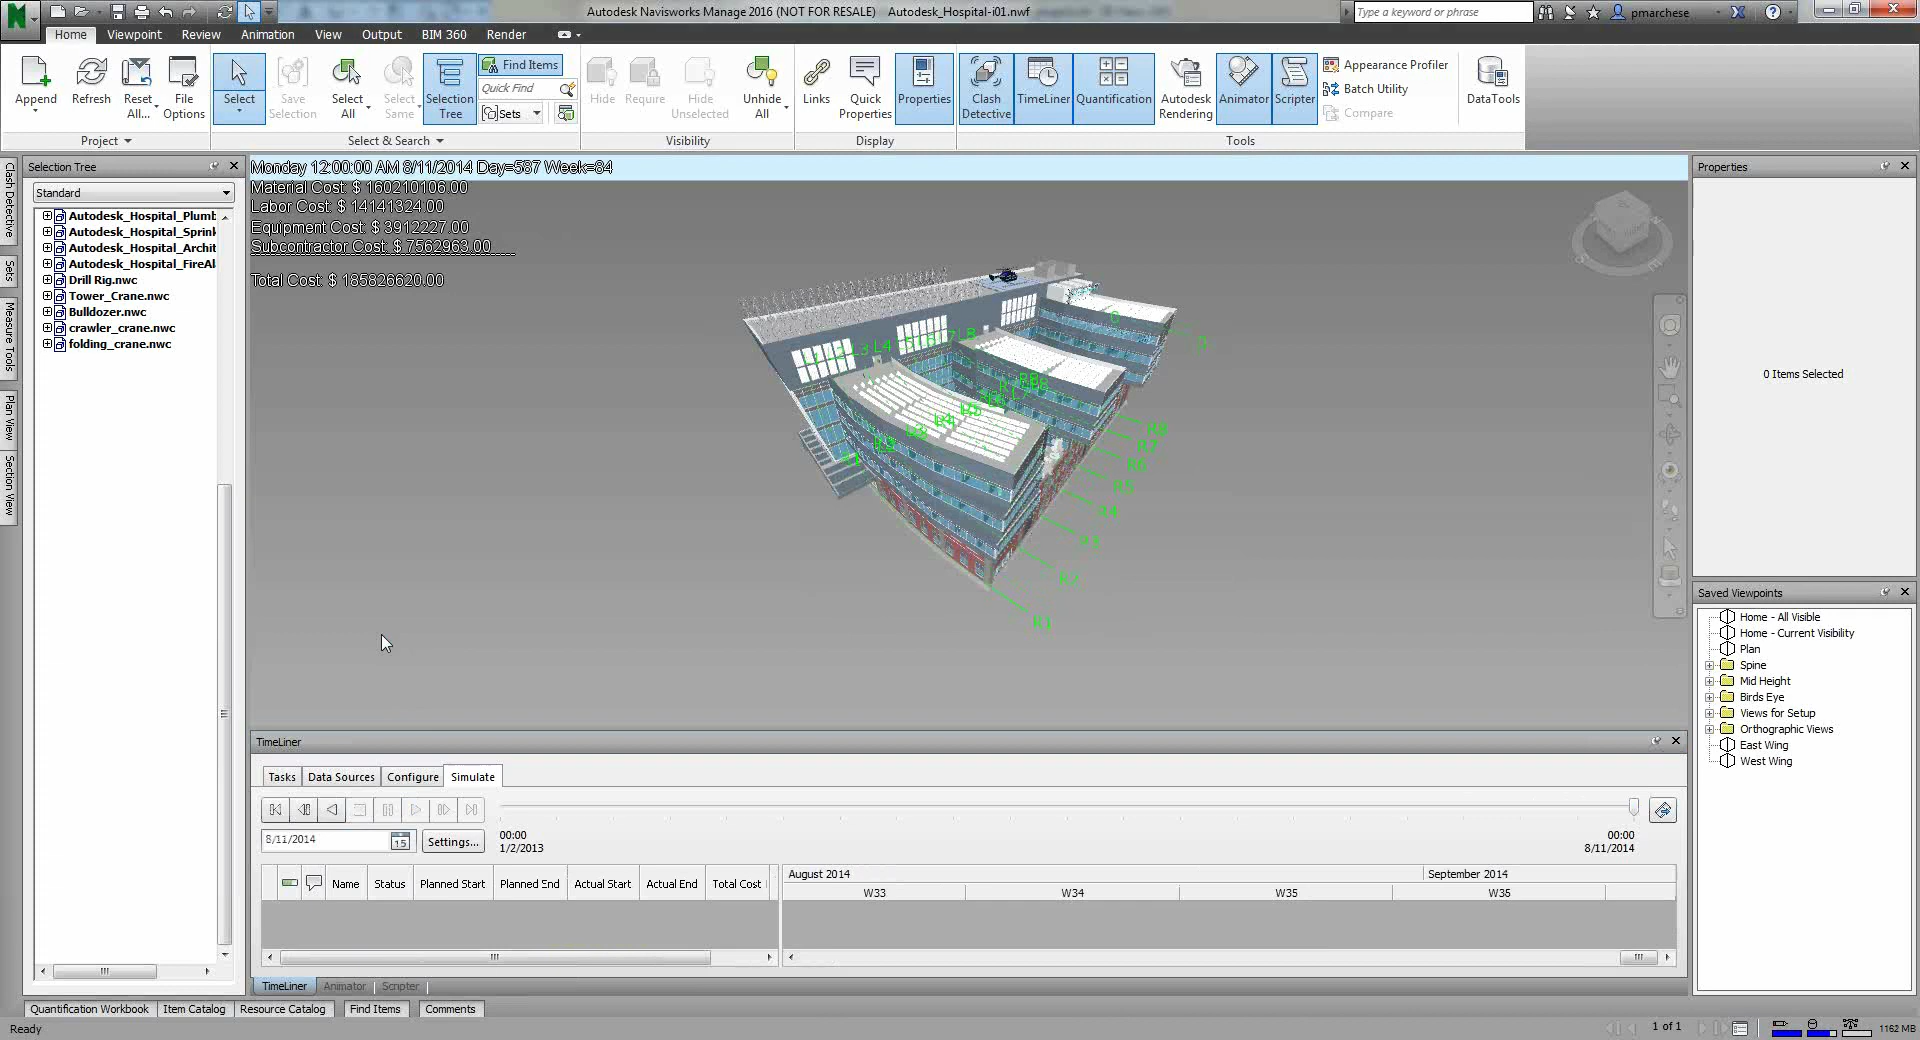 Autodesk Navisworks Manage 2016 (NOT FOR RESALE) Autodesk_Hospital-i01.nwf
Type a keyword or phrase
pmarchese
Home Viewpoint Review Animation View Output BIM 360 Render
Append
Refresh
Reset All...
File Options
Project
Select
Save Selection
Select All
Select Same
Selection Tree
Find Items
Quick Find
Sets
Select & Search
Hide
Require
Hide Unselected
Unhide All
Visibility
Links
Quick Properties
Properties
Display
Clash Detective
TimeLiner
Quantification
Autodesk Rendering
Animator
Scripter
Appearance Profiler
Batch Utility
Compare
Tools
DataTools
Clash Detective
Sets
Measure Tools
Plan View
Section View
Selection Tree
Standard
Autodesk_Hospital_Plumb
Autodesk_Hospital_Sprink
Autodesk_Hospital_Archit
Autodesk_Hospital_FireAl
Drill Rig.nwc
Tower_Crane.nwc
Bulldozer.nwc
crawler_crane.nwc
folding_crane.nwc
Monday 12:00:00 AM 8/11/2014 Day=587 Week=84
Material Cost: $ 160210106.00
Labor Cost: $ 14141324.00
Equipment Cost: $ 3912227.00
Subcontractor Cost: $ 7562963.00
Total Cost: $ 185826620.00
L3 L4
L8
R8
R7
R6
R5
R2
R1
Properties
0 Items Selected
Saved Viewpoints
Home - All Visible
Home - Current Visibility
Plan
Spine
Mid Height
Birds Eye
Views for Setup
Orthographic Views
East Wing
West Wing
TimeLiner
Tasks Data Sources Configure Simulate
8/11/2014
15
Settings...
00:00
1/2/2013
00:00
8/11/2014
Name Status Planned Start Planned End Actual Start Actual End Total Cost
August 2014 September 2014
W33 W34 W35 W35
TimeLiner Animator Scripter
Quantification Workbook Item Catalog Resource Catalog Find Items Comments
Ready
1 of 1
1162 MB